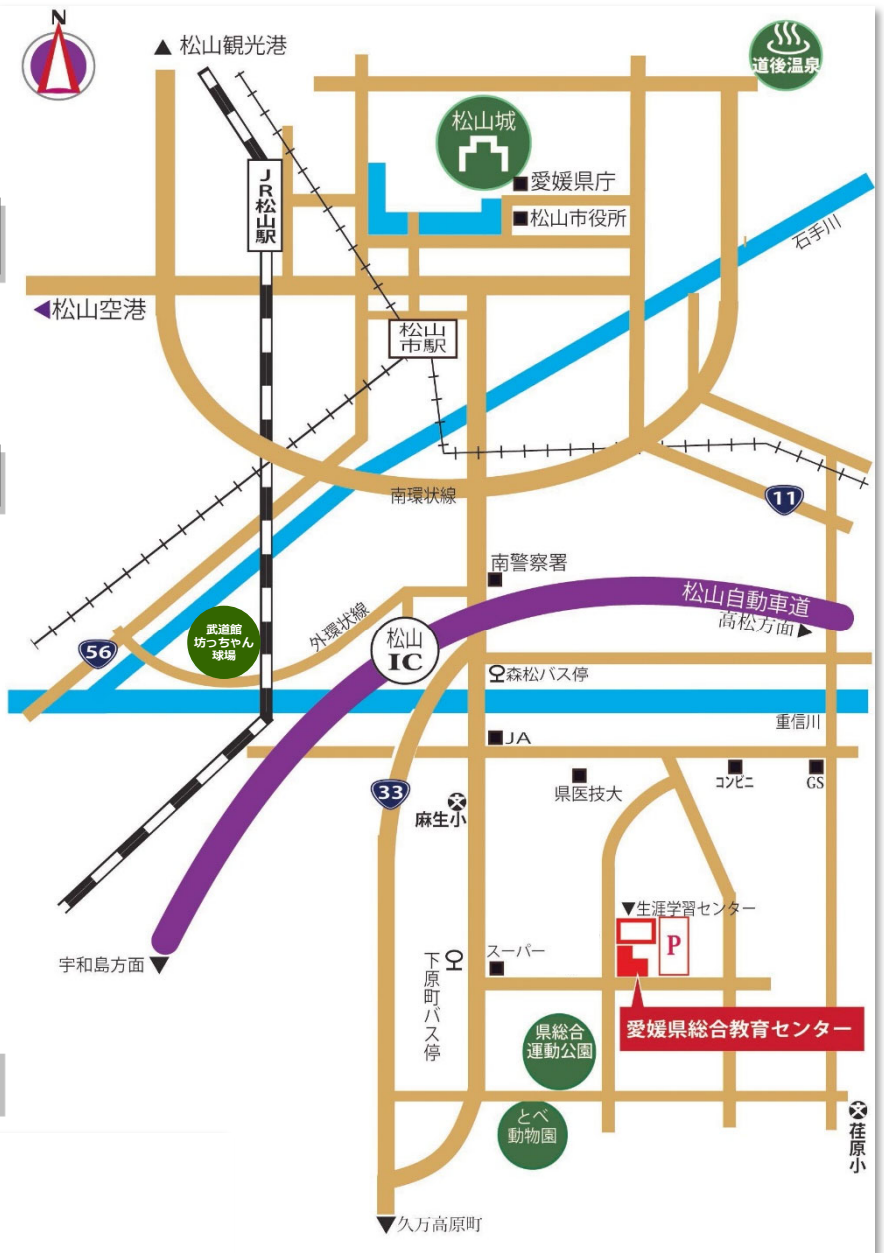 N
▲ 松山観光港
道後温泉
松山城
JR松山駅
愛媛県庁
松山市役所
石手川
◀松山空港
松山
市駅
南環状線
11
南警察署
松山自動車道
高松方面▶
外環状線
武道館
坊っちゃん
球場
松山
IC
56
森松バス停
重信川
JA
33
県医技大
コンビニ
GS
麻生小
▼生涯学習センター
P
スーパー
下原町バス停
宇和島方面▼
愛媛県総合教育センター
県総合
運動公園
とべ
動物園
荏原小
▼久万高原町